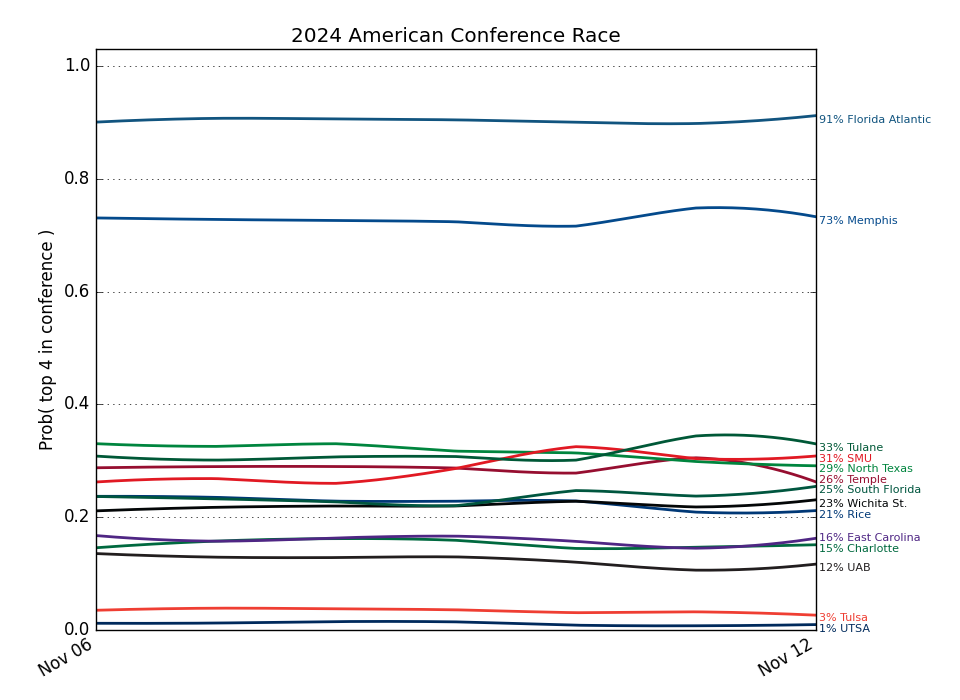 2024 American Conference Race
Prob( top 4 in conference )
1.0
0.8
0.6
0.4
0.2
0.0
Nov 06
Nov 12
91% Florida Atlantic
73% Memphis
33% Tulane
31% SMU
29% North Texas
26% Temple
25% South Florida
23% Wichita St.
21% Rice
16% East Carolina
15% Charlotte
12% UAB
3% Tulsa
1% UTSA